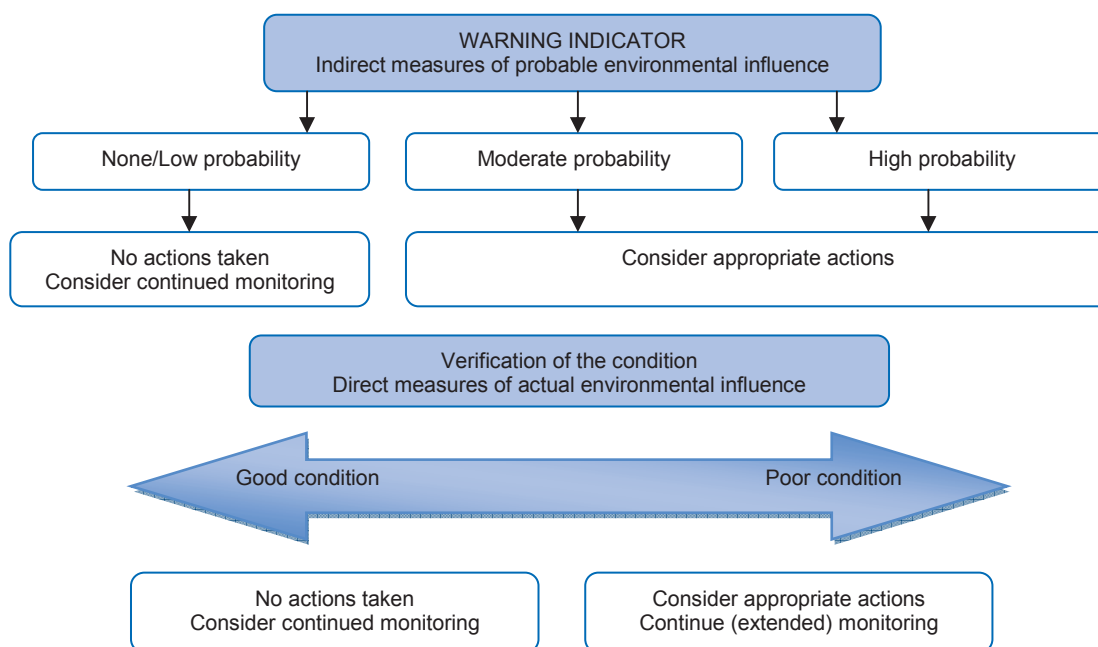 WARNING INDICATOR
Indirect measures of probable environmental influence
None/Low probability
Moderate probability
High probability
No actions taken
Consider continued monitoring
Consider appropriate actions
Verification of the condition
Direct measures of actual environmental influence
Good condition
Poor condition
No actions taken
Consider continued monitoring
Consider appropriate actions
Continue (extended) monitoring